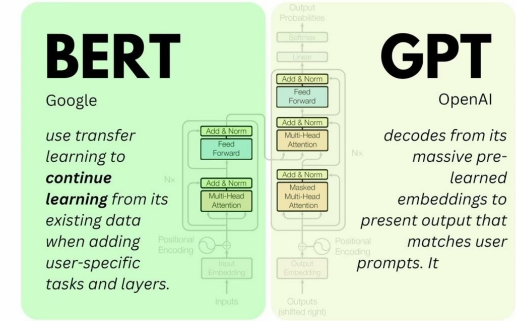 BERT
Google
use transfer
learning to
continue
learning from its
existing data
when adding
user-specific
tasks and layers.
Add & Norm
Feed
Forward
Add & Norm
Multi-Head
Attention
N×
Positional
Encoding
Input
Embedding
Inputs
GPT
OpenAI
decodes from its
massive pre-
learned
embeddings to
present output that
matches user
prompts. It
Output
Probabilities
Softmax
Linear
Add & Norm
Feed
Forward
Add & Norm
Multi-Head
Attention
Add & Norm
Masked
Multi-Head
Attention
N×
Positional
Encoding
Output
Embedding
Outputs
(shifted right)